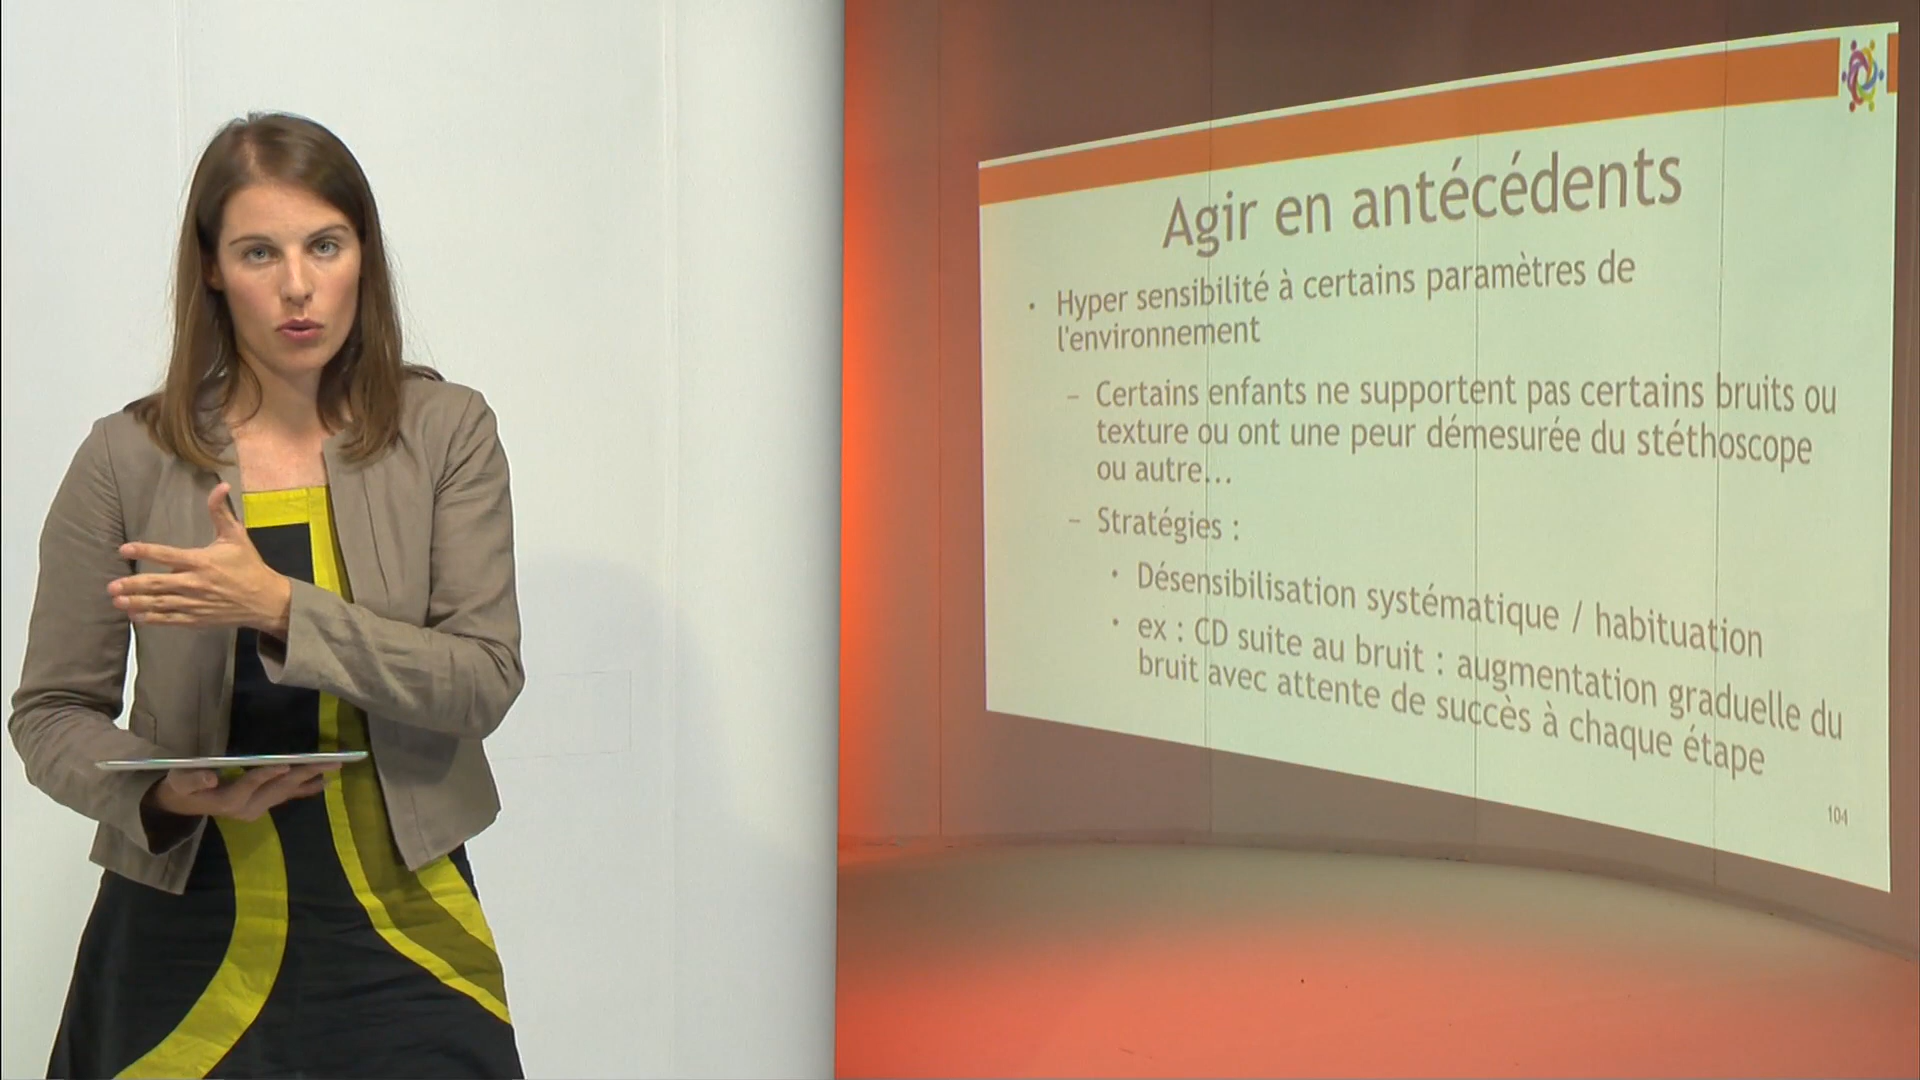 Agir en antécédents
• Hyper sensibilité à certains paramètres de
l'environnement
– Certains enfants ne supportent pas certains bruits ou
texture ou ont une peur démesurée du stéthoscope
ou autre...
– Stratégies :
• Désensibilisation systématique / habituation
• ex : CD suite au bruit : augmentation graduelle du
bruit avec attente de succès à chaque étape
104